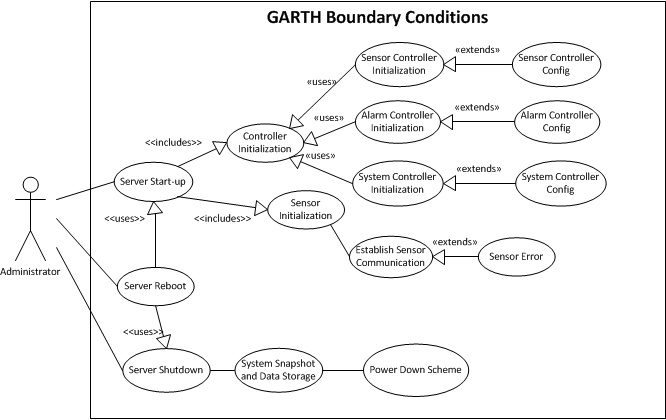 GARTH Boundary Conditions
Sensor Controller
Initialization
«extends»
Sensor Controller
Config
«uses»
Alarm Controller
Initialization
«extends»
Alarm Controller
Config
«uses»
<<includes>>
Controller
Initialization
«uses»
System Controller
Initialization
«extends»
System Controller
Config
Server Start-up
<<uses>>
<<includes>>
Sensor
Initialization
Establish Sensor
Communication
«extends»
Sensor Error
Administrator
Server Reboot
<<uses>>
Server Shutdown
System Snapshot
and Data Storage
Power Down Scheme